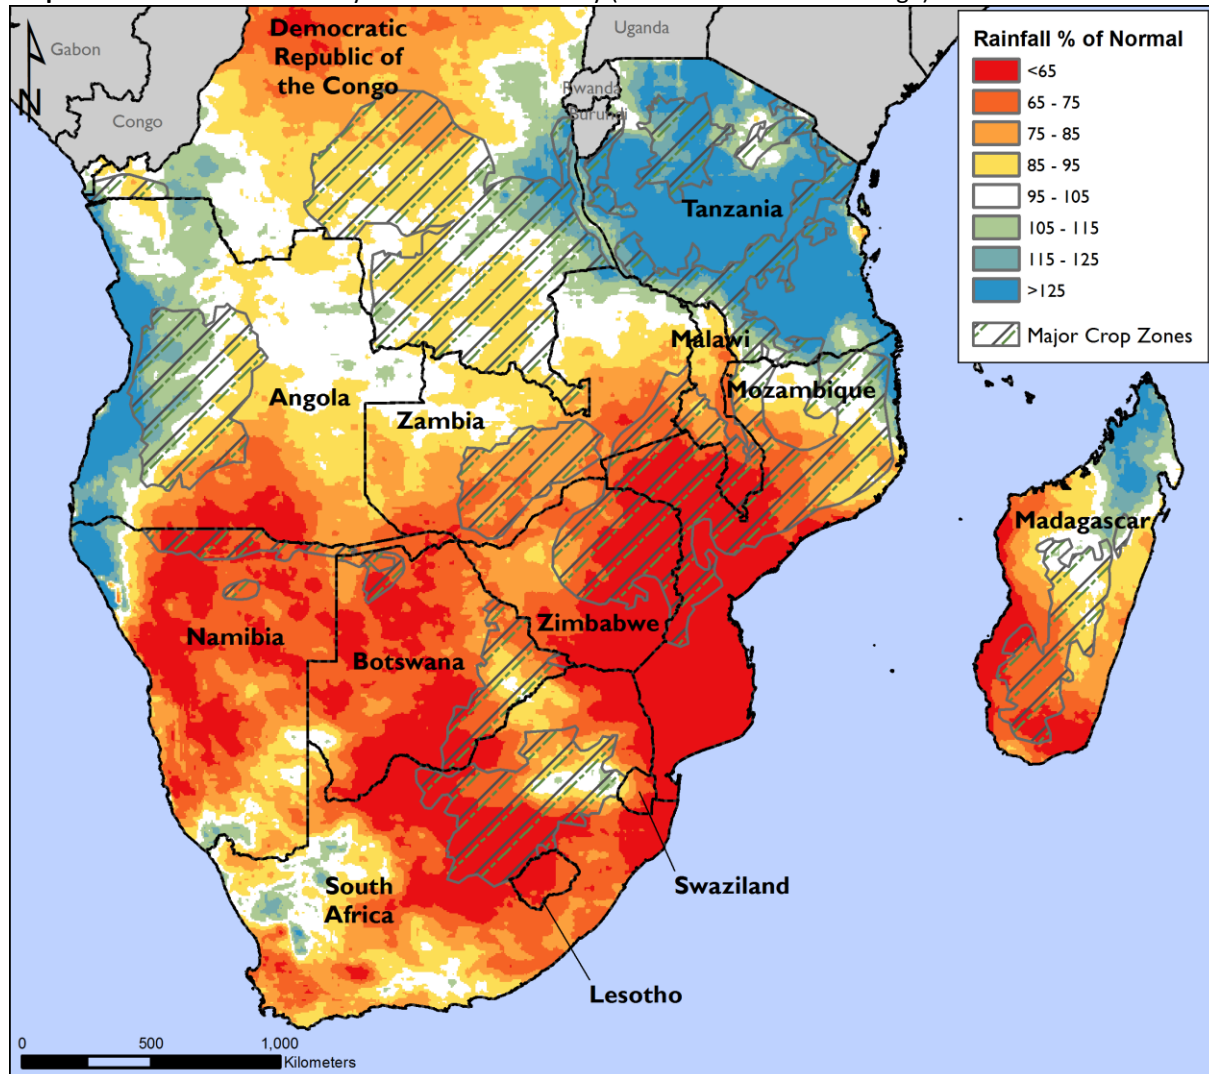 Democratic
Republic of
the Congo
Uganda
Gabon
Rwanda
Burundi
Congo
Tanzania
Malawi
Mozambique
Angola
Zambia
Madagascar
Zimbabwe
Namibia
Botswana
South
Africa
Swaziland
Lesotho
N
Rainfall % of Normal
<65
65 - 75
75 - 85
85 - 95
95 - 105
105 - 115
115 - 125
>125
Major Crop Zones
0 500 1,000
Kilometers